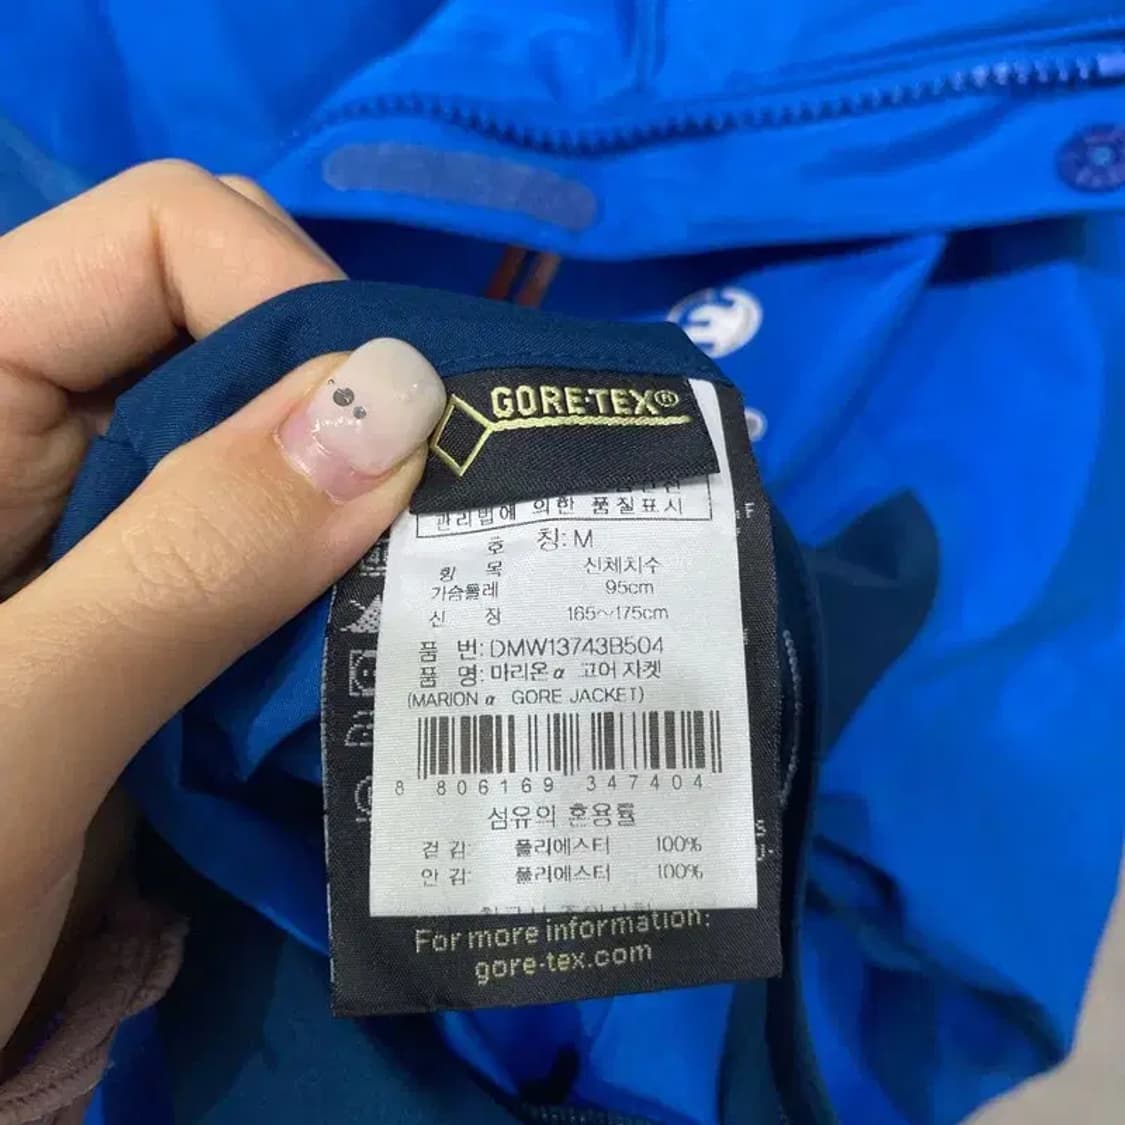 GORE-TEX®
관리법에 의한 품질표시
호 칭: M
항 목 신체치수
가슴둘레 95cm
신 장 165~175cm
품 번: DMW13743B504
품 명: 마리온α 고어자켓
(MARION α GORE JACKET)
8 806169 347404
섬유의 혼용률
겉감: 폴리에스터 100%
안감: 폴리에스터 100%
For more information:
gore-tex.com